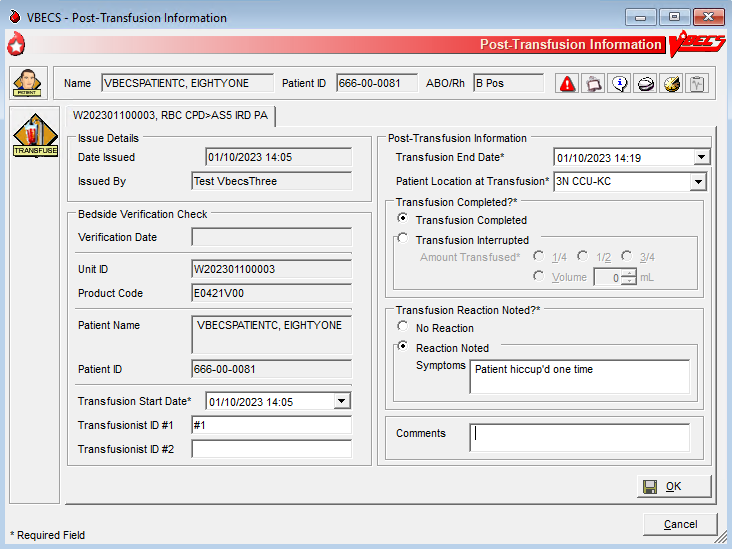 VBECS - Post-Transfusion Information
Post-Transfusion Information VBECS
Name VBECSPATIENTC, EIGHTYONE Patient ID 666-00-0081 ABO/Rh B Pos
PATIENT
TRANSFUSE
W202301100003, RBC CPD>AS5 IRD PA
Issue Details
Date Issued 01/10/2023 14:05
Issued By Test VbecsThree
Bedside Verification Check
Verification Date
Unit ID W202301100003
Product Code E0421V00
Patient Name VBECSPATIENTC, EIGHTYONE
Patient ID 666-00-0081
Transfusion Start Date* 01/10/2023 14:05
Transfusionist ID #1 #1
Transfusionist ID #2
Post-Transfusion Information
Transfusion End Date* 01/10/2023 14:19
Patient Location at Transfusion* 3N CCU-KC
Transfusion Completed?*
Transfusion Completed
Transfusion Interrupted
Amount Transfused* 1/4 1/2 3/4
Volume 0 mL
Transfusion Reaction Noted?*
No Reaction
Reaction Noted
Symptoms Patient hiccup'd one time
Comments
OK
Cancel
* Required Field